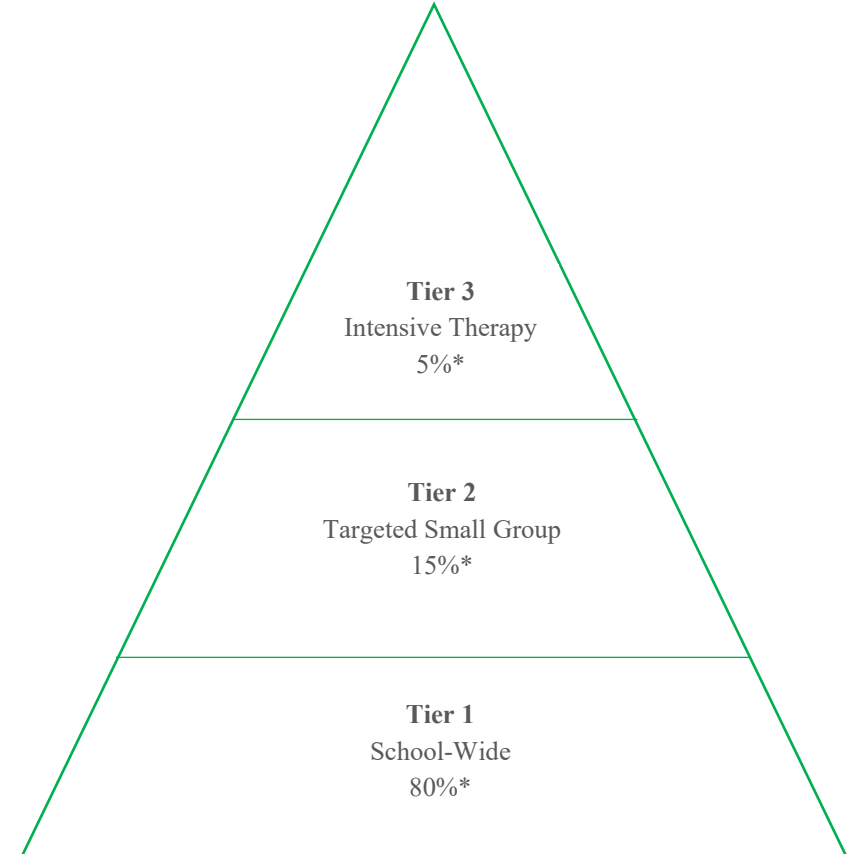 Tier 3
Intensive Therapy
5%*
Tier 2
Targeted Small Group
15%*
Tier 1
School-Wide
80%*